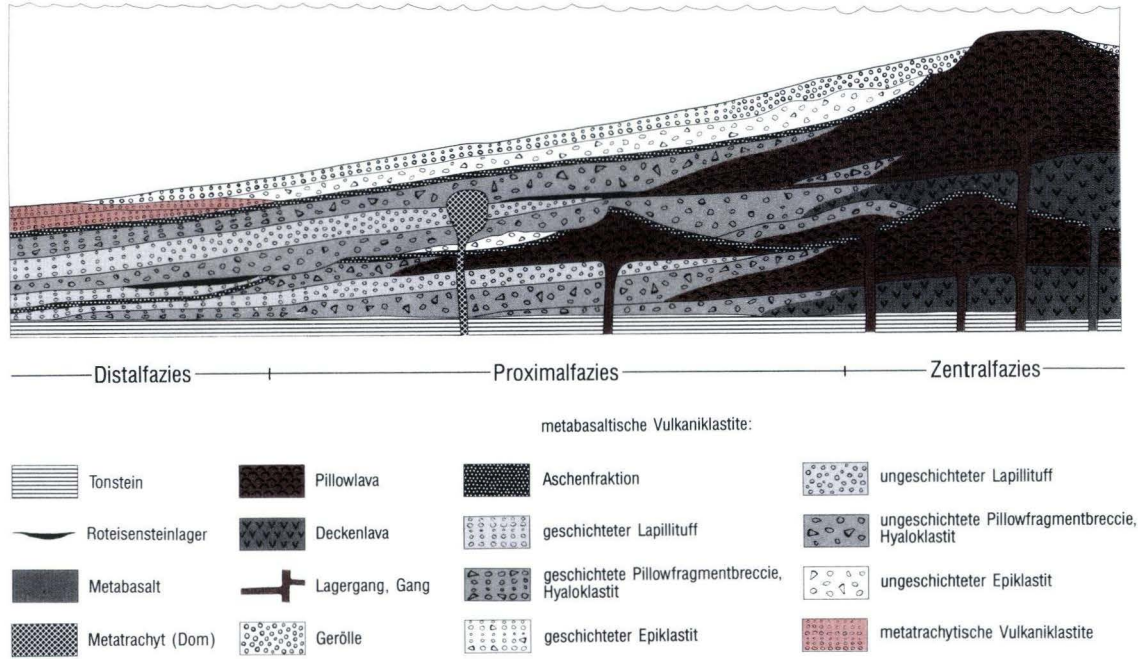 Distalfazies
Proximalfazies
Zentralfazies
metabasaltische Vulkaniklastite:
Tonstein
Pillowlava
Aschenfraktion
ungeschichteter Lapillituff
Roteisensteinlager
Deckenlava
geschichteter Lapillituff
ungeschichtete Pillowfragmentbreccie,
Hyaloklastit
Metabasalt
Lagergang, Gang
geschichtete Pillowfragmentbreccie,
Hyaloklastit
ungeschichteter Epiklastit
Metatrachyt (Dom)
Gerölle
geschichteter Epiklastit
metatrachytische Vulkaniklastite